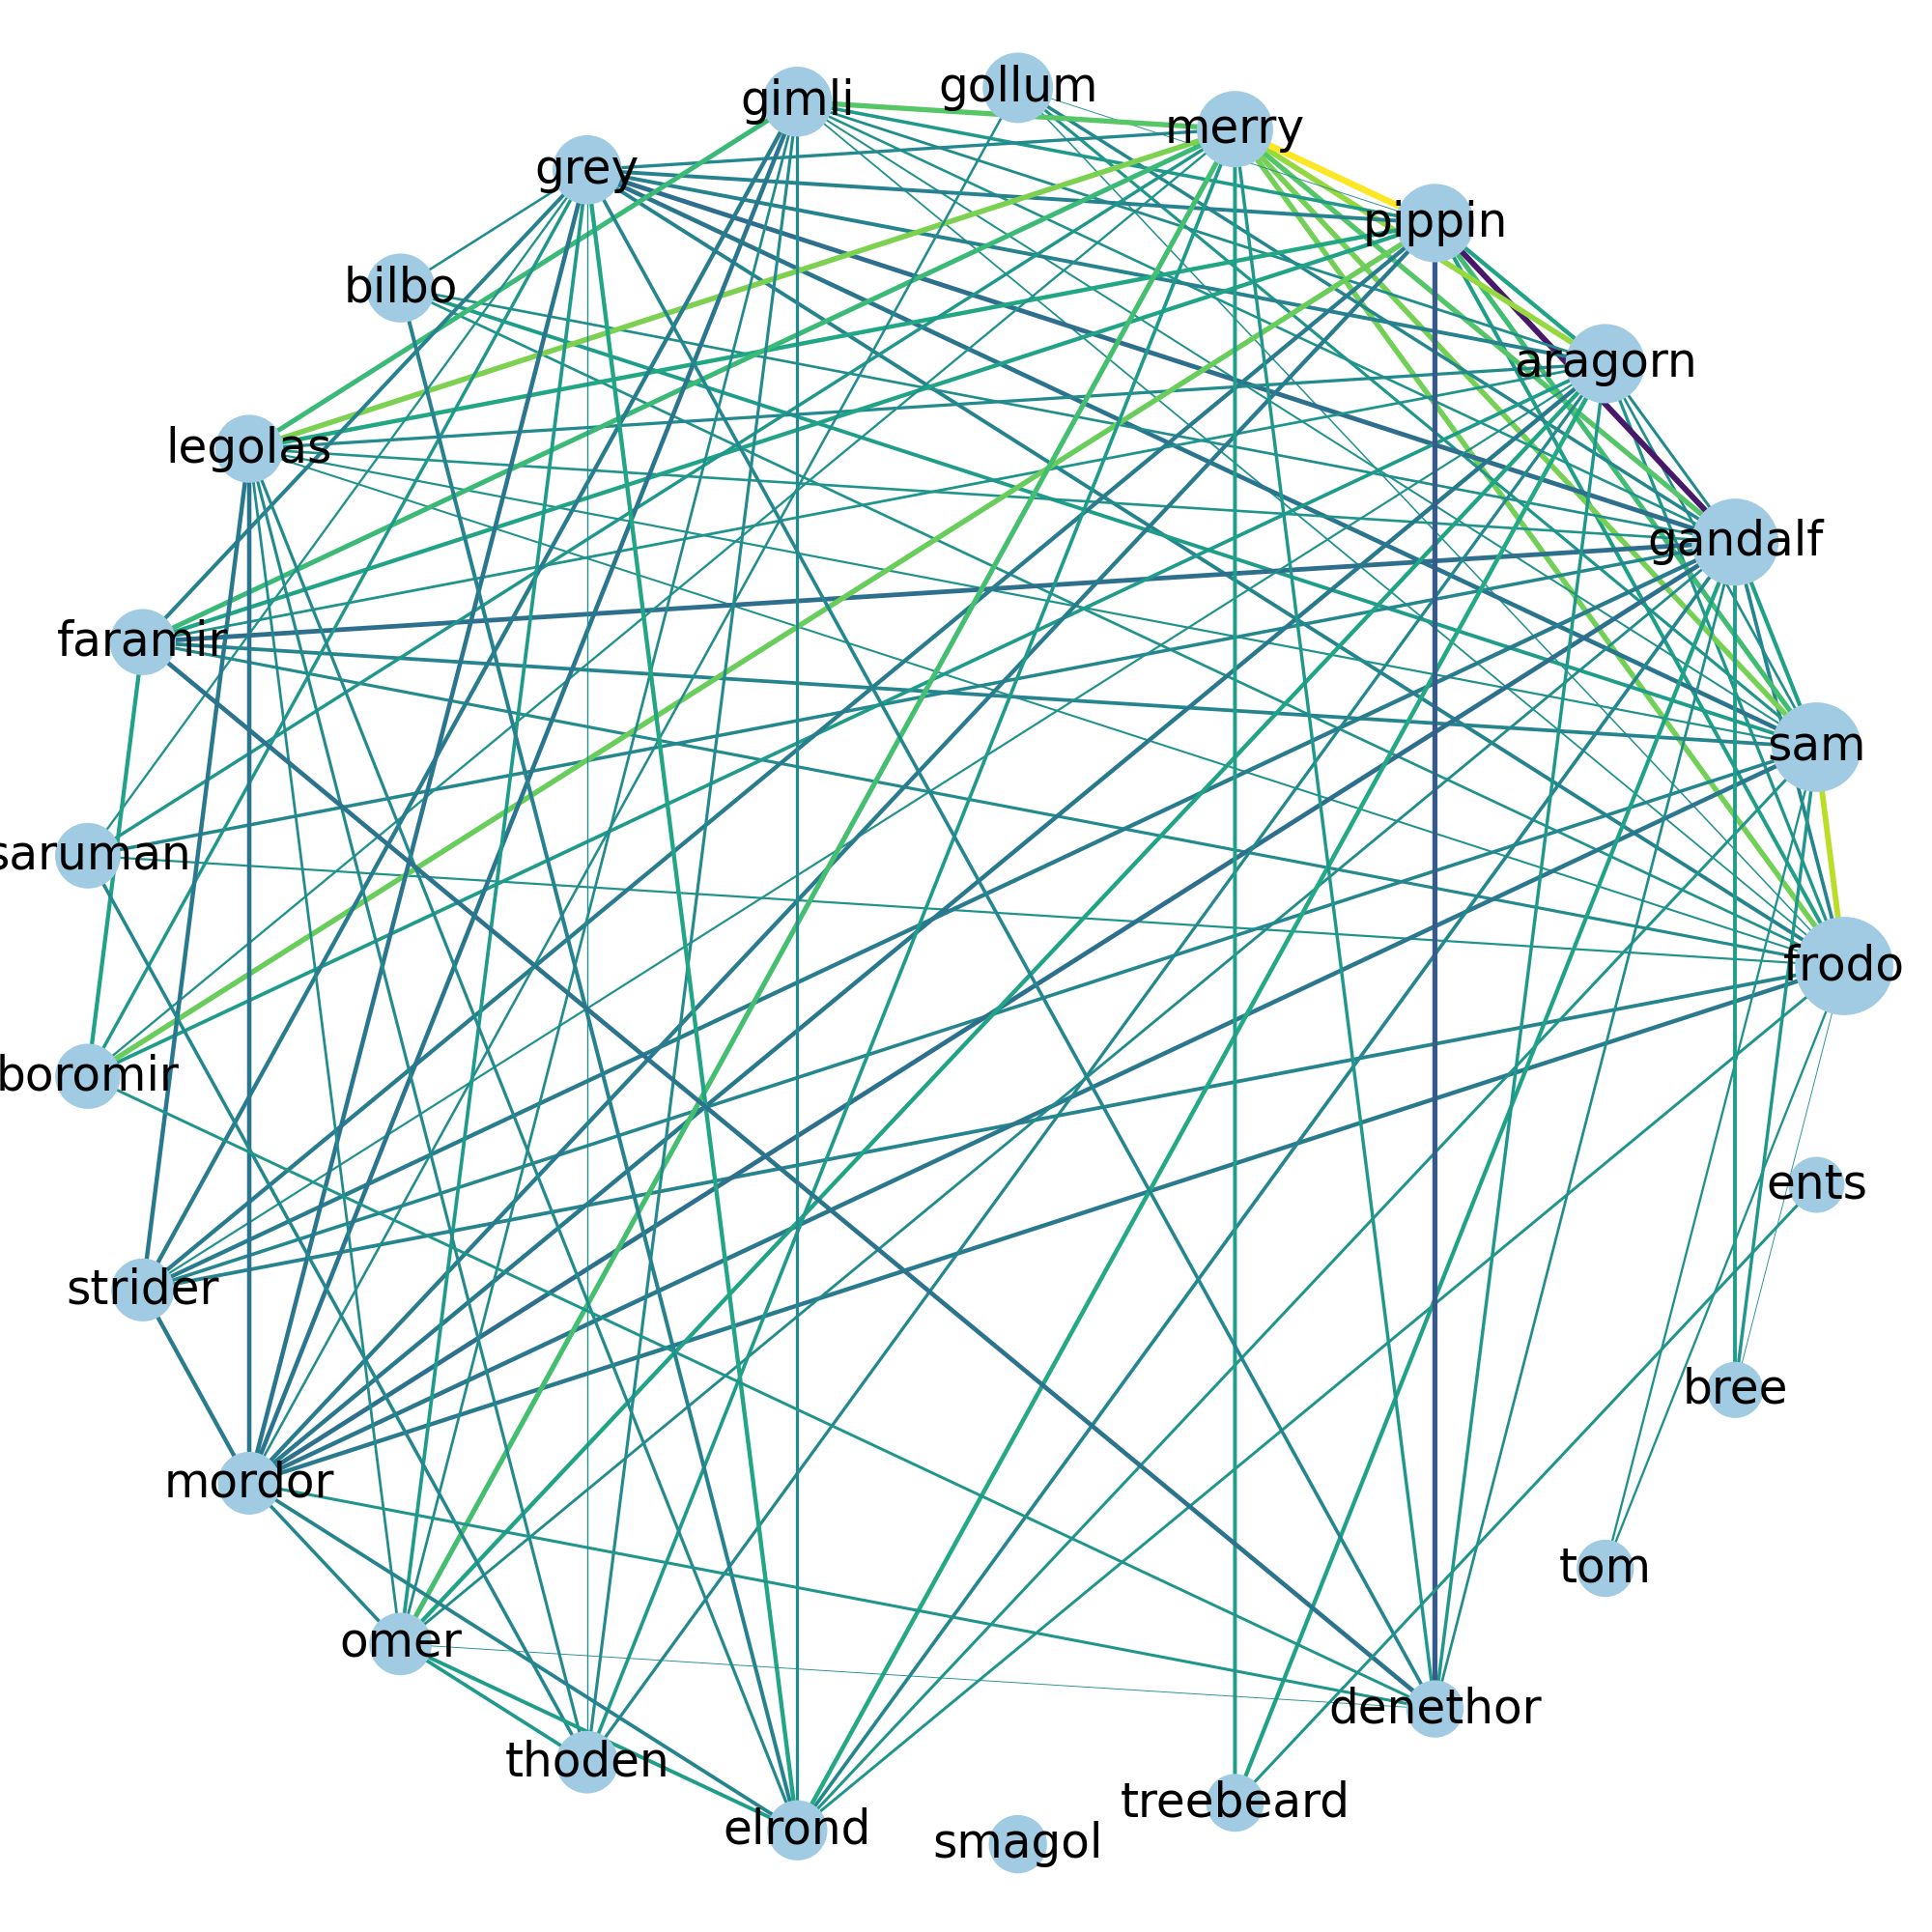 gimli
gollum
merry
grey
pippin
bilbo
aragorn
legolas
gandalf
faramir
sam
saruman
frodo
boromir
ents
strider
bree
mordor
tom
omer
denethor
thoden
treebeard
elrond
smagol